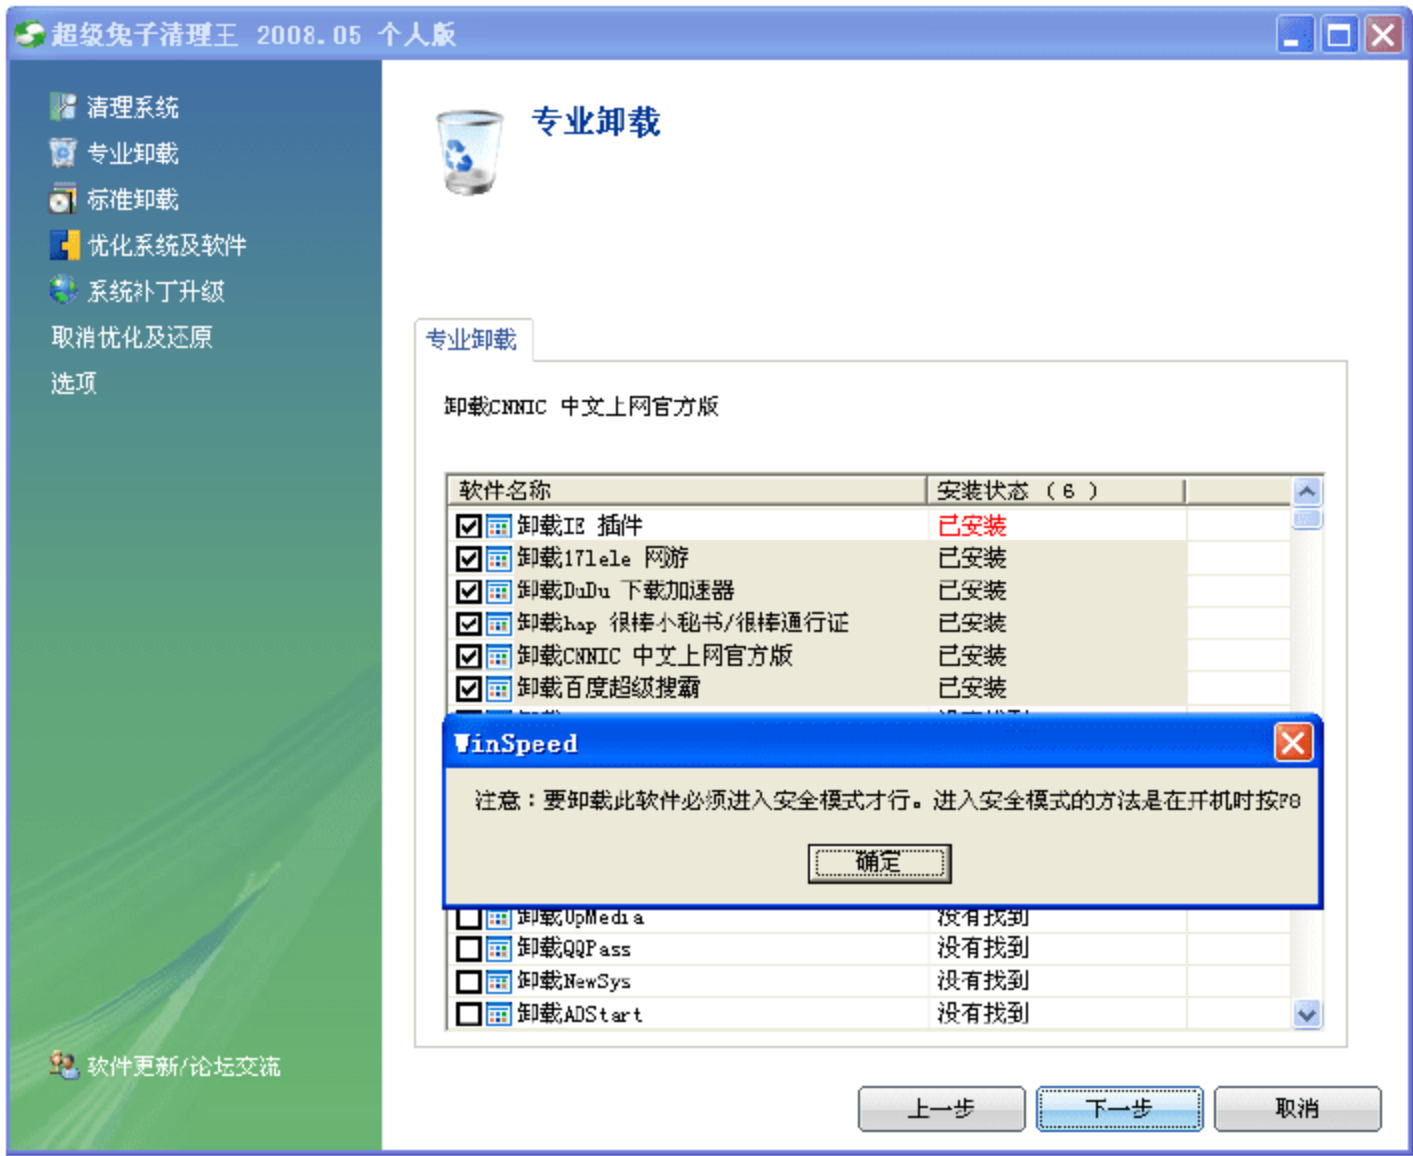 超级兔子清理王 2008.05 个人版
清理系统
专业卸载
标准卸载
优化系统及软件
系统补丁升级
取消优化及还原
选项
软件更新/论坛交流
专业卸载
专业卸载
卸载CNNIC 中文上网官方版
软件名称 安装状态 ( 6 )
卸载IE 插件 已安装
卸载171ele 网游 已安装
卸载DuDu 下载加速器 已安装
卸载hap 很棒小秘书/很棒通行证 已安装
卸载CNNIC 中文上网官方版 已安装
卸载百度超级搜霸 已安装
WinSpeed
注意：要卸载此软件必须进入安全模式才行。进入安全模式的方法是在开机时按F8
确定
卸载UpMedia 没有找到
卸载QQPass 没有找到
卸载NewSys 没有找到
卸载ADStart 没有找到
上一步 下一步 取消